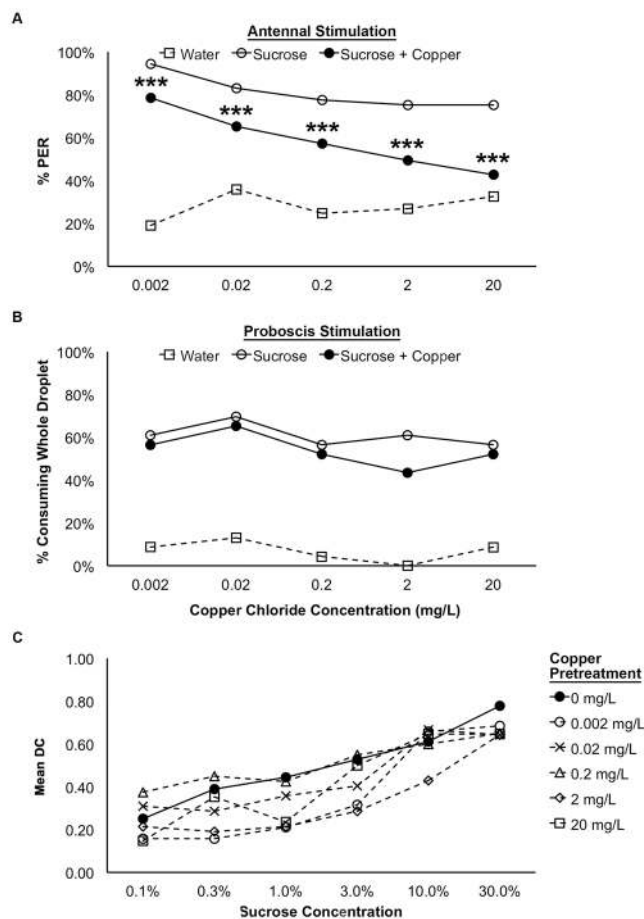 A
Antennal Stimulation
100%
Water Sucrose Sucrose + Copper
80%
60%
40%
20%
0%
% PER
*** *** *** *** ***
0.002 0.02 0.2 2 20
B
Proboscis Stimulation
100%
Water Sucrose Sucrose + Copper
80%
60%
40%
20%
0%
% Consuming Whole Droplet
0.002 0.02 0.2 2 20
Copper Chloride Concentration (mg/L)
C
1.00
0.80
0.60
0.40
0.20
0.00
Mean DC
0.1% 0.3% 1.0% 3.0% 10.0% 30.0%
Sucrose Concentration
Copper
Pretreatment
0 mg/L
0.002 mg/L
0.02 mg/L
0.2 mg/L
2 mg/L
20 mg/L